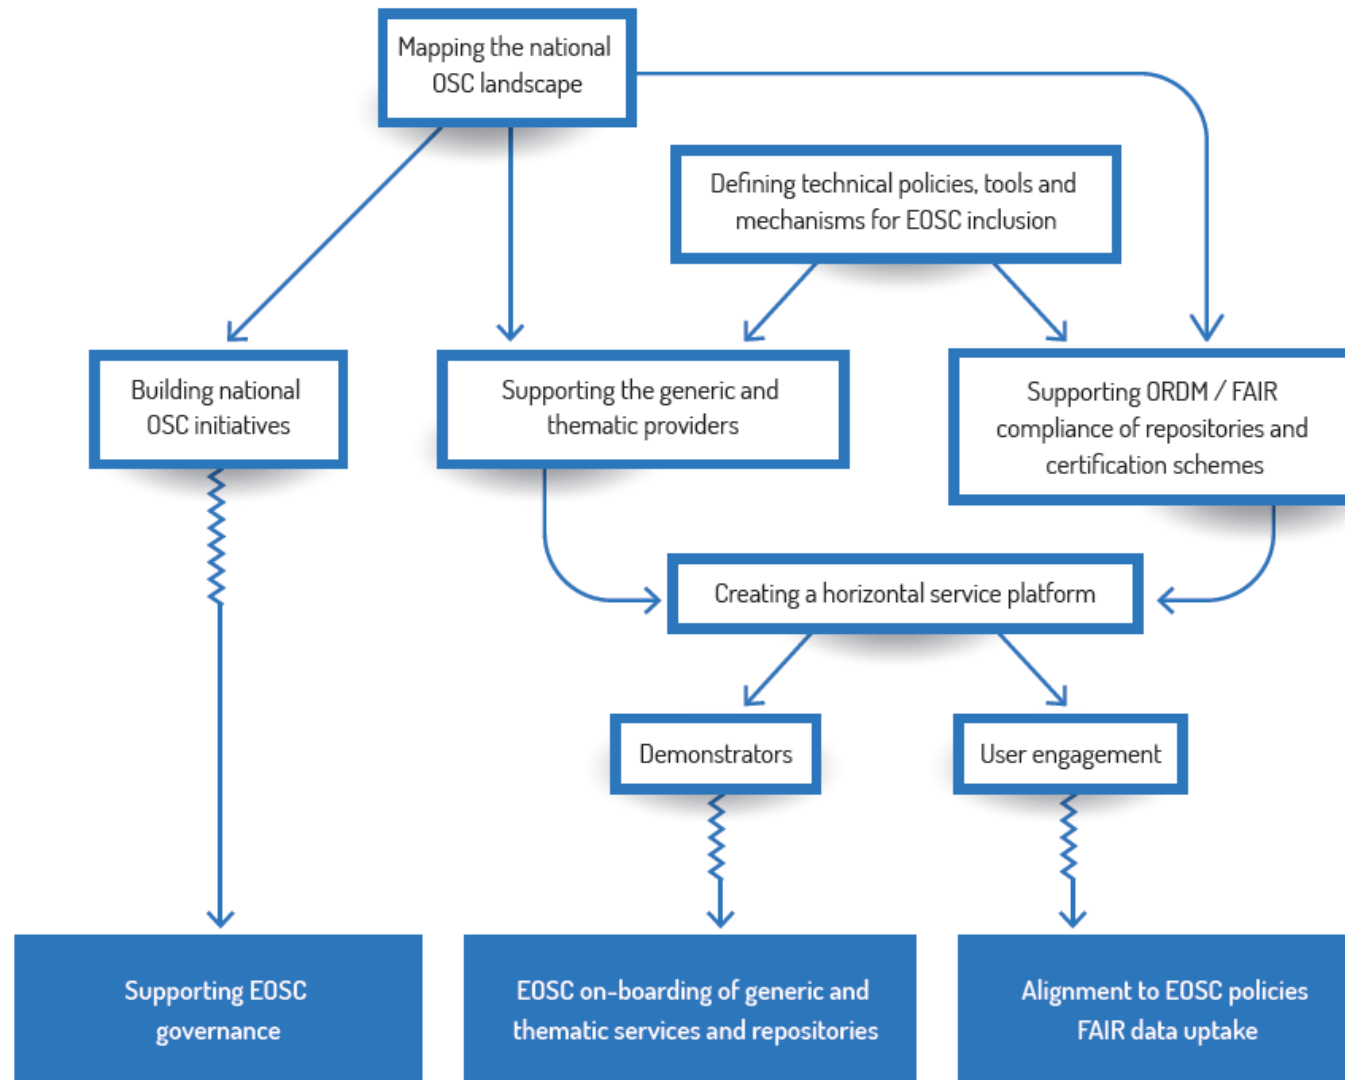 Mapping the national
OSC landscape
Defining technical policies, tools and
mechanisms for EOSC inclusion
Building national
OSC initiatives
Supporting the generic and
thematic providers
Supporting ORDM / FAIR
compliance of repositories and
certification schemes
Creating a horizontal service platform
Demonstrators
User engagement
Supporting EOSC
governance
EOSC on-boarding of generic and
thematic services and repositories
Alignment to EOSC policies
FAIR data uptake